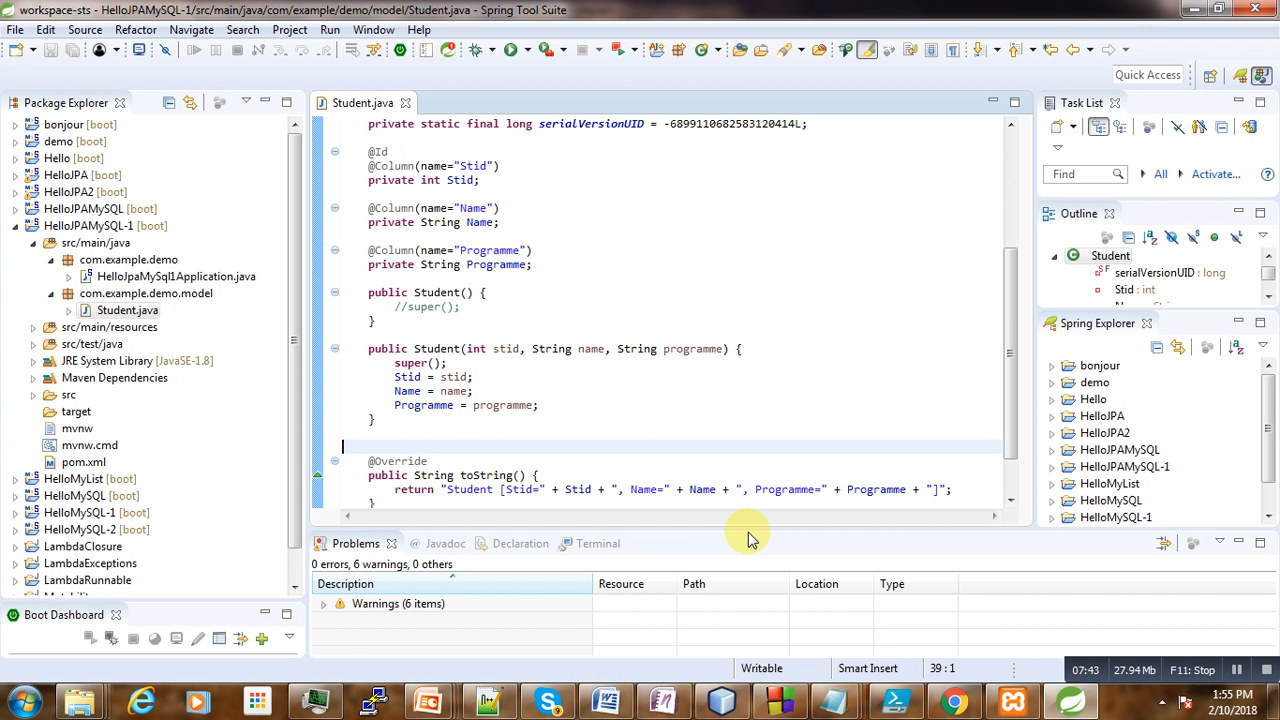 workspace-sts - HelloJPAMySQL-1/src/main/java/com/example/demo/model/Student.java - Spring Tool Suite
File Edit Source Refactor Navigate Search Project Run Window Help
Quick Access
Package Explorer
bonjour [boot]
demo [boot]
Hello [boot]
HelloJPA [boot]
HelloJPA2 [boot]
HelloJPAMySQL [boot]
HelloJPAMySQL-1 [boot]
src/main/java
com.example.demo
HelloJpaMySql1Application.java
com.example.demo.model
Student.java
src/main/resources
src/test/java
JRE System Library [JavaSE-1.8]
Maven Dependencies
src
target
mvnw
mvnw.cmd
pom.xml
HelloMyList [boot]
HelloMySQL [boot]
HelloMySQL-1 [boot]
HelloMySQL-2 [boot]
LambdaClosure
LambdaExceptions
LambdaRunnable
Boot Dashboard
Student.java
private static final long serialVersionUID = -6899110682583120414L;
@Id
@Column(name="Stid")
private int Stid;
@Column(name="Name")
private String Name;
@Column(name="Programme")
private String Programme;
public Student() {
//super();
}
public Student(int stid, String name, String programme) {
super();
Stid = stid;
Name = name;
Programme = programme;
}
@Override
public String toString() {
return "Student [Stid=" + Stid + ", Name=" + Name + ", Programme=" + Programme + "]";
}
Problems Javadoc Declaration Terminal
0 errors, 6 warnings, 0 others
Description Resource Path Location Type
Warnings (6 items)
Task List
Find All Activate...
Outline
Student
serialVersionUID : long
Stid : int
Spring Explorer
bonjour
demo
Hello
HelloJPA
HelloJPA2
HelloJPAMySQL
HelloJPAMySQL-1
HelloMyList
HelloMySQL
HelloMySQL-1
Writable Smart Insert 39 : 1
07:43 27.94 Mb F11: Stop
1:55 PM
2/10/2018